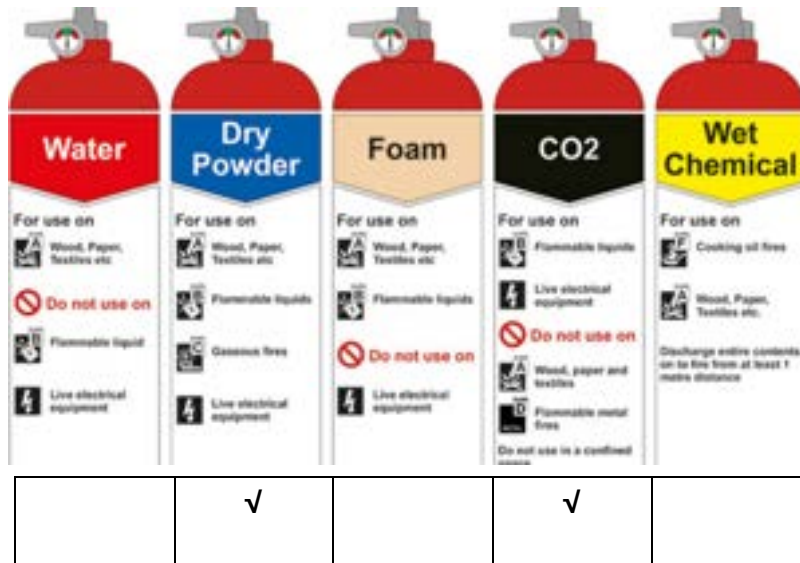 Water
For use on
A
Wood, Paper,
Textiles etc
Do not use on
B
Flammable liquid
Live electrical
equipment
Dry
Powder
For use on
A
Wood, Paper,
Textiles etc
B
Flammable liquids
C
Gaseous fires
Live electrical
equipment
Foam
For use on
A
Wood, Paper,
Textiles etc
B
Flammable liquids
Do not use on
Live electrical
equipment
CO2
For use on
B
Flammable liquids
Live electrical
equipment
Do not use on
A
Wood, paper and
textiles
D
Flammable metal
fires
Do not use in a confined
space
Wet
Chemical
For use on
F
Cooking oil fires
A
Wood, Paper,
Textiles etc.
Discharge entire contents
on to fire from at least 1
metre distance
√ √